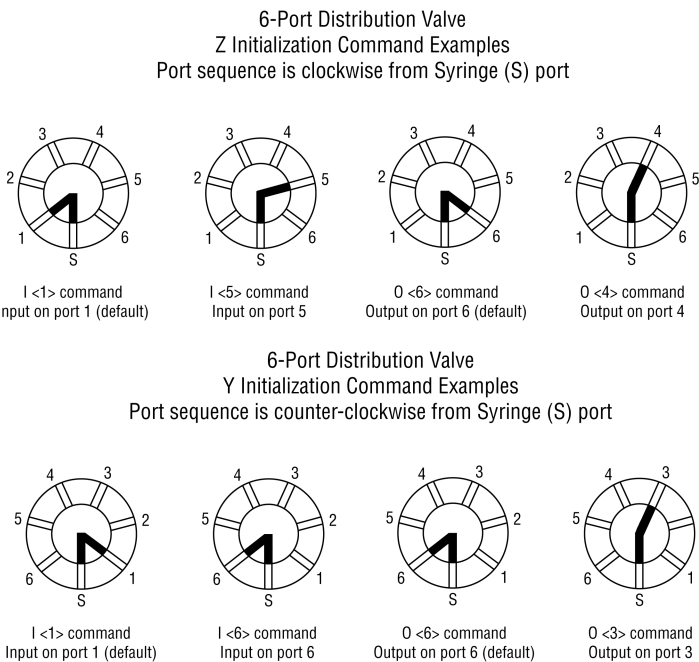 6-Port Distribution Valve
Z Initialization Command Examples
Port sequence is clockwise from Syringe (S) port
3 4
2 5
1 6
S
I <1> command
nput on port 1 (default)
3 4
2 5
1 6
S
I <5> command
Input on port 5
3 4
2 5
1 6
S
O <6> command
Output on port 6 (default)
3 4
2 5
1 6
S
O <4> command
Output on port 4
6-Port Distribution Valve
Y Initialization Command Examples
Port sequence is counter-clockwise from Syringe (S) port
4 3
5 2
6 1
S
I <1> command
Input on port 1 (default)
4 3
5 2
6 1
S
I <6> command
Input on port 6
4 3
5 2
6 1
S
O <6> command
Output on port 6 (default)
4 3
5 2
6 1
S
O <3> command
Output on port 3